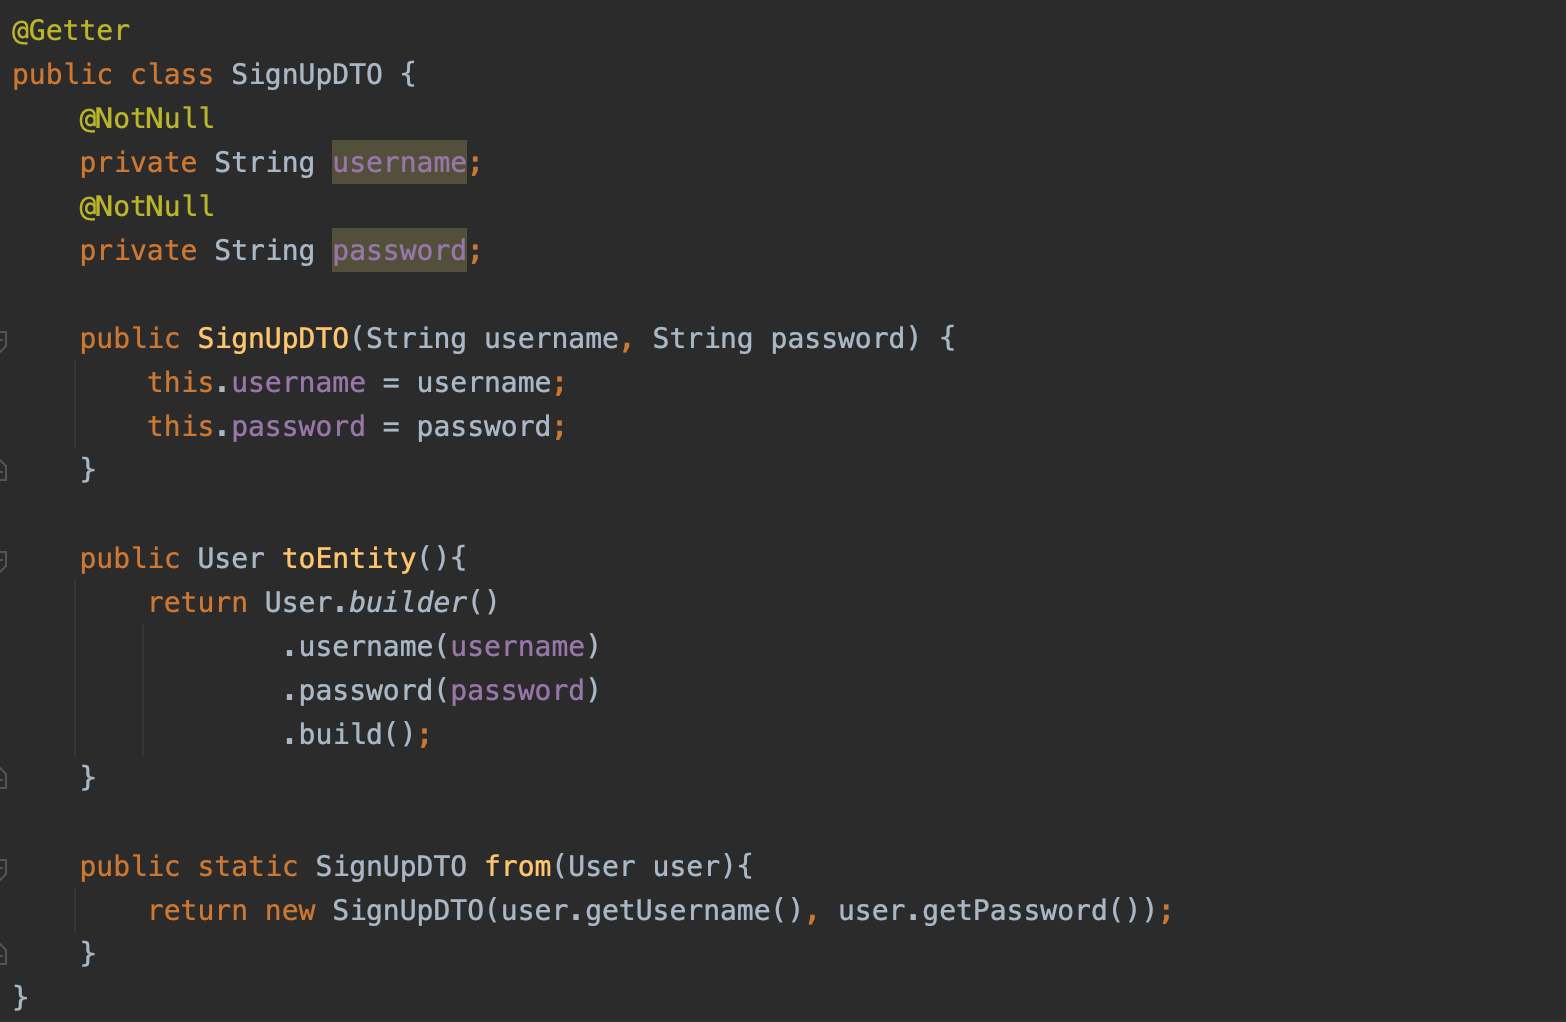 @Getter
public class SignUpDTO {
    @NotNull
    private String username;
    @NotNull
    private String password;

    public SignUpDTO(String username, String password) {
        this.username = username;
        this.password = password;
    }

    public User toEntity(){
        return User.builder()
                .username(username)
                .password(password)
                .build();
    }

    public static SignUpDTO from(User user){
        return new SignUpDTO(user.getUsername(), user.getPassword());
    }
}